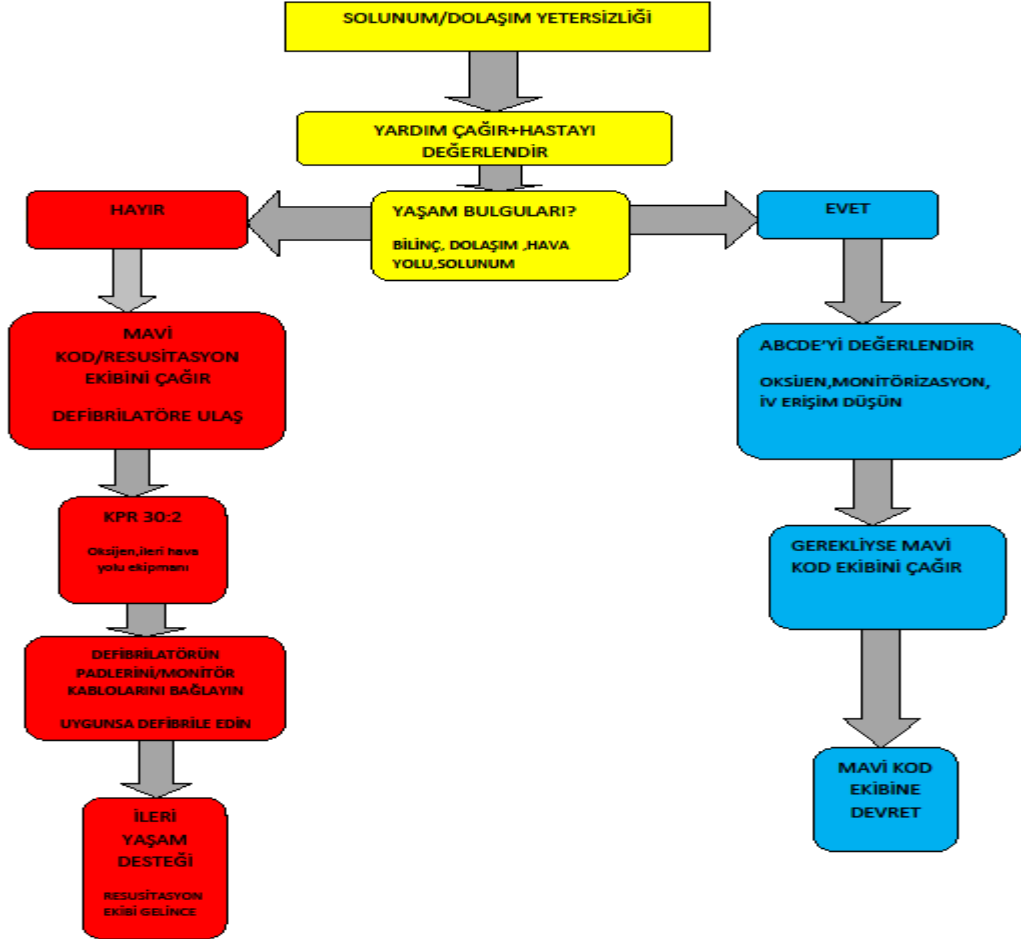 SOLUNUM/DOLAŞIM YETERSİZLİĞİ
YARDIM ÇAĞIR+HASTAYI
DEĞERLENDİR
YAŞAM BULGULARI?
BİLİNÇ, DOLAŞIM ,HAVA
YOLU,SOLUNUM
HAYIR
MAVİ
KOD/RESUSİTASYON
EKİBİNİ ÇAĞIR
DEFİBRİLATÖRE ULAŞ
KPR 30:2
Oksijen,ileri hava
yolu ekipmanı
DEFİBRİLATÖRÜN
PADLERİNİ/MONİTÖR
KABLOLARINI BAĞLAYIN
UYGUNSA DEFİBRİLE EDİN
İLERİ
YAŞAM
DESTEĞİ
RESUSİTASYON
EKİBİ GELİNCE
EVET
ABCDE'Yİ DEĞERLENDİR
OKSİJEN,MONİTÖRİZASYON,
İV ERİŞİM DÜŞÜN
GEREKLİYSE MAVİ
KOD EKİBİNİ ÇAĞIR
MAVİ KOD
EKİBİNE
DEVRET